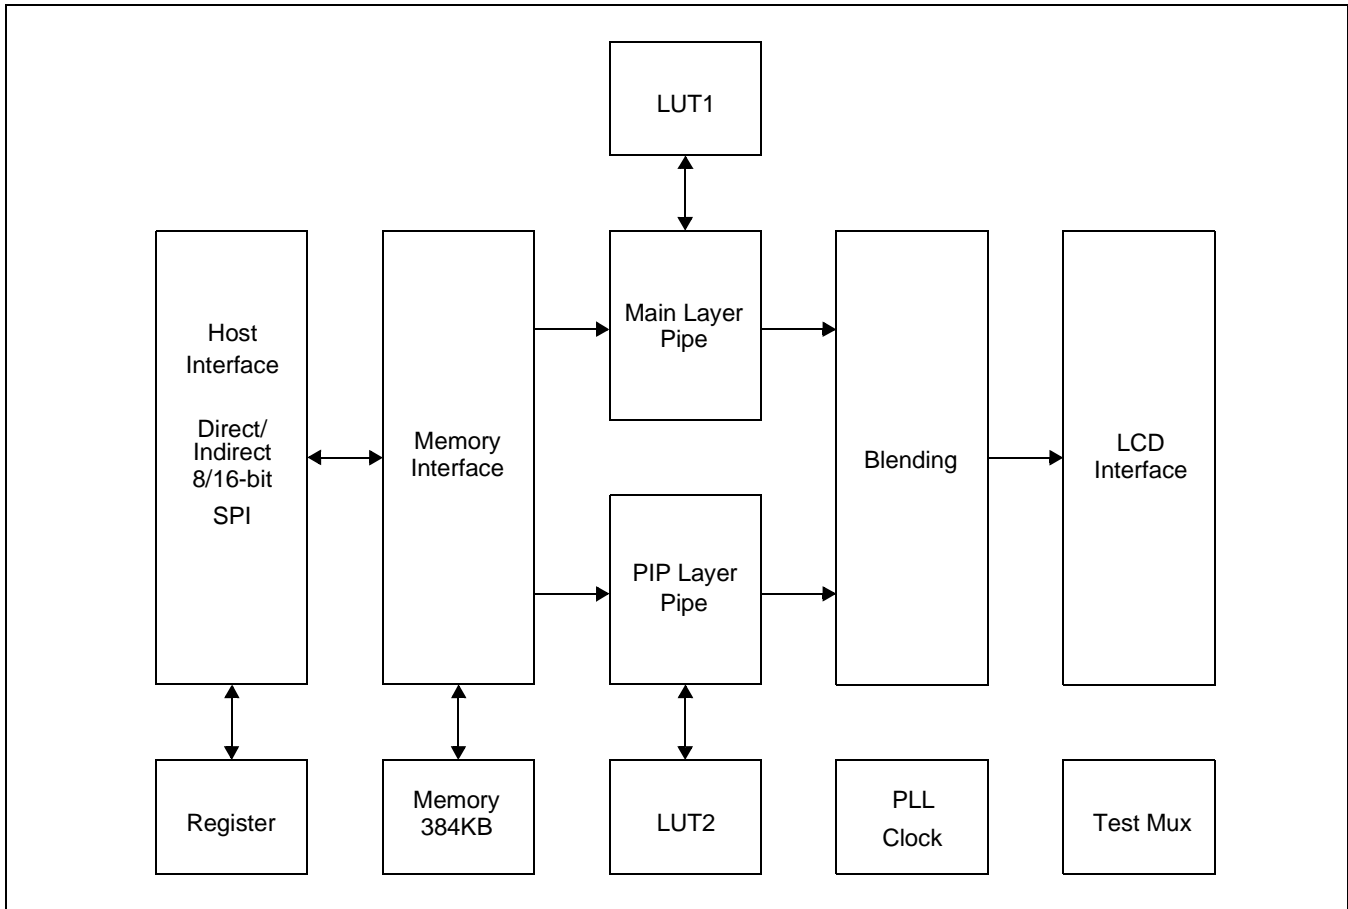 LUT1
Host
Interface
Direct/
Indirect
8/16-bit
SPI
Memory
Interface
Main Layer
Pipe
PIP Layer
Pipe
Blending
LCD
Interface
Register
Memory
384KB
LUT2
PLL
Clock
Test Mux